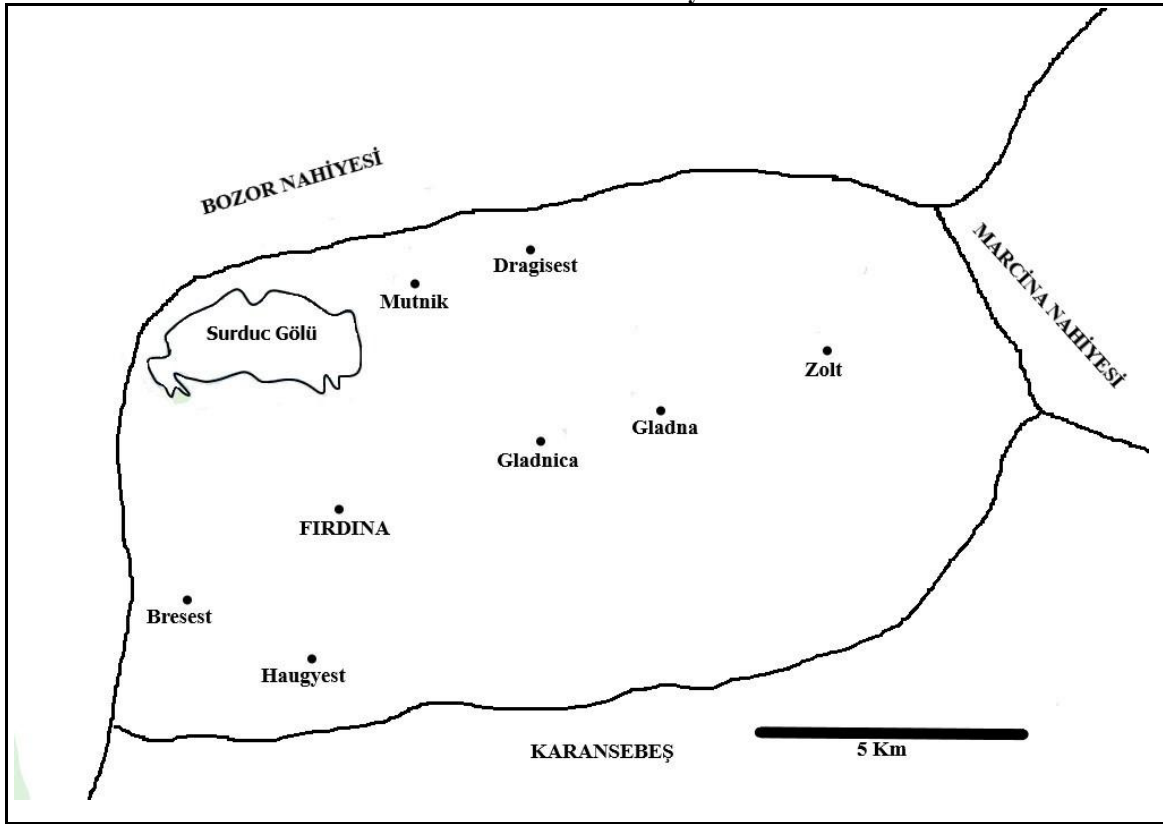 BOZOR NAHİYESİ
MARCİNA NAHİYESİ
Dragisest
Mutnik
Surduc Gölü
Zolt
Gladna
Gladnica
FIRDINA
Bresest
Haugyest
KARANSEBEŞ
5 Km